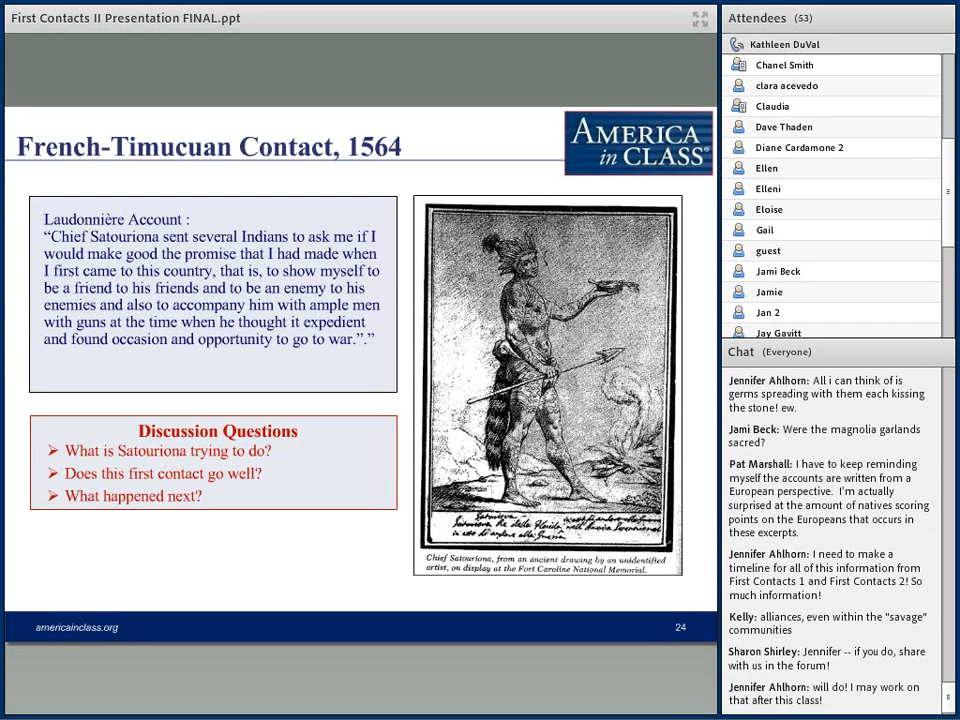 First Contacts II Presentation FINAL.ppt
French-Timucuan Contact, 1564
AMERICA
in CLASS®
Laudonnière Account :
“Chief Satouriona sent several Indians to ask me if I
would make good the promise that I had made when
I first came to this country, that is, to show myself to
be a friend to his friends and to be an enemy to his
enemies and also to accompany him with ample men
with guns at the time when he thought it expedient
and found occasion and opportunity to go to war.”.”
Discussion Questions
What is Satouriona trying to do?
Does this first contact go well?
What happened next?
Chief Satouriona, from an ancient drawing by an unidentified
artist, on display at the Fort Caroline National Memorial.
americainclass.org
24
Attendees (53)
Kathleen DuVal
Chanel Smith
clara acevedo
Claudia
Dave Thaden
Diane Cardamone 2
Ellen
Elleni
Eloise
Gail
guest
Jami Beck
Jamie
Jan 2
Jay Gavitt
Chat (Everyone)
Jennifer Ahlhorn: All i can think of is
germs spreading with them each kissing
the stone! ew.
Jami Beck: Were the magnolia garlands
sacred?
Pat Marshall: I have to keep reminding
myself the accounts are written from a
European perspective. I'm actually
surprised at the amount of natives scoring
points on the Europeans that occurs in
these excerpts.
Jennifer Ahlhorn: I need to make a
timeline for all of this information from
First Contacts 1 and First Contacts 2! So
much information!
Kelly: alliances, even within the "savage"
communities
Sharon Shirley: Jennifer -- if you do, share
with us in the forum!
Jennifer Ahlhorn: will do! I may work on
that after this class!